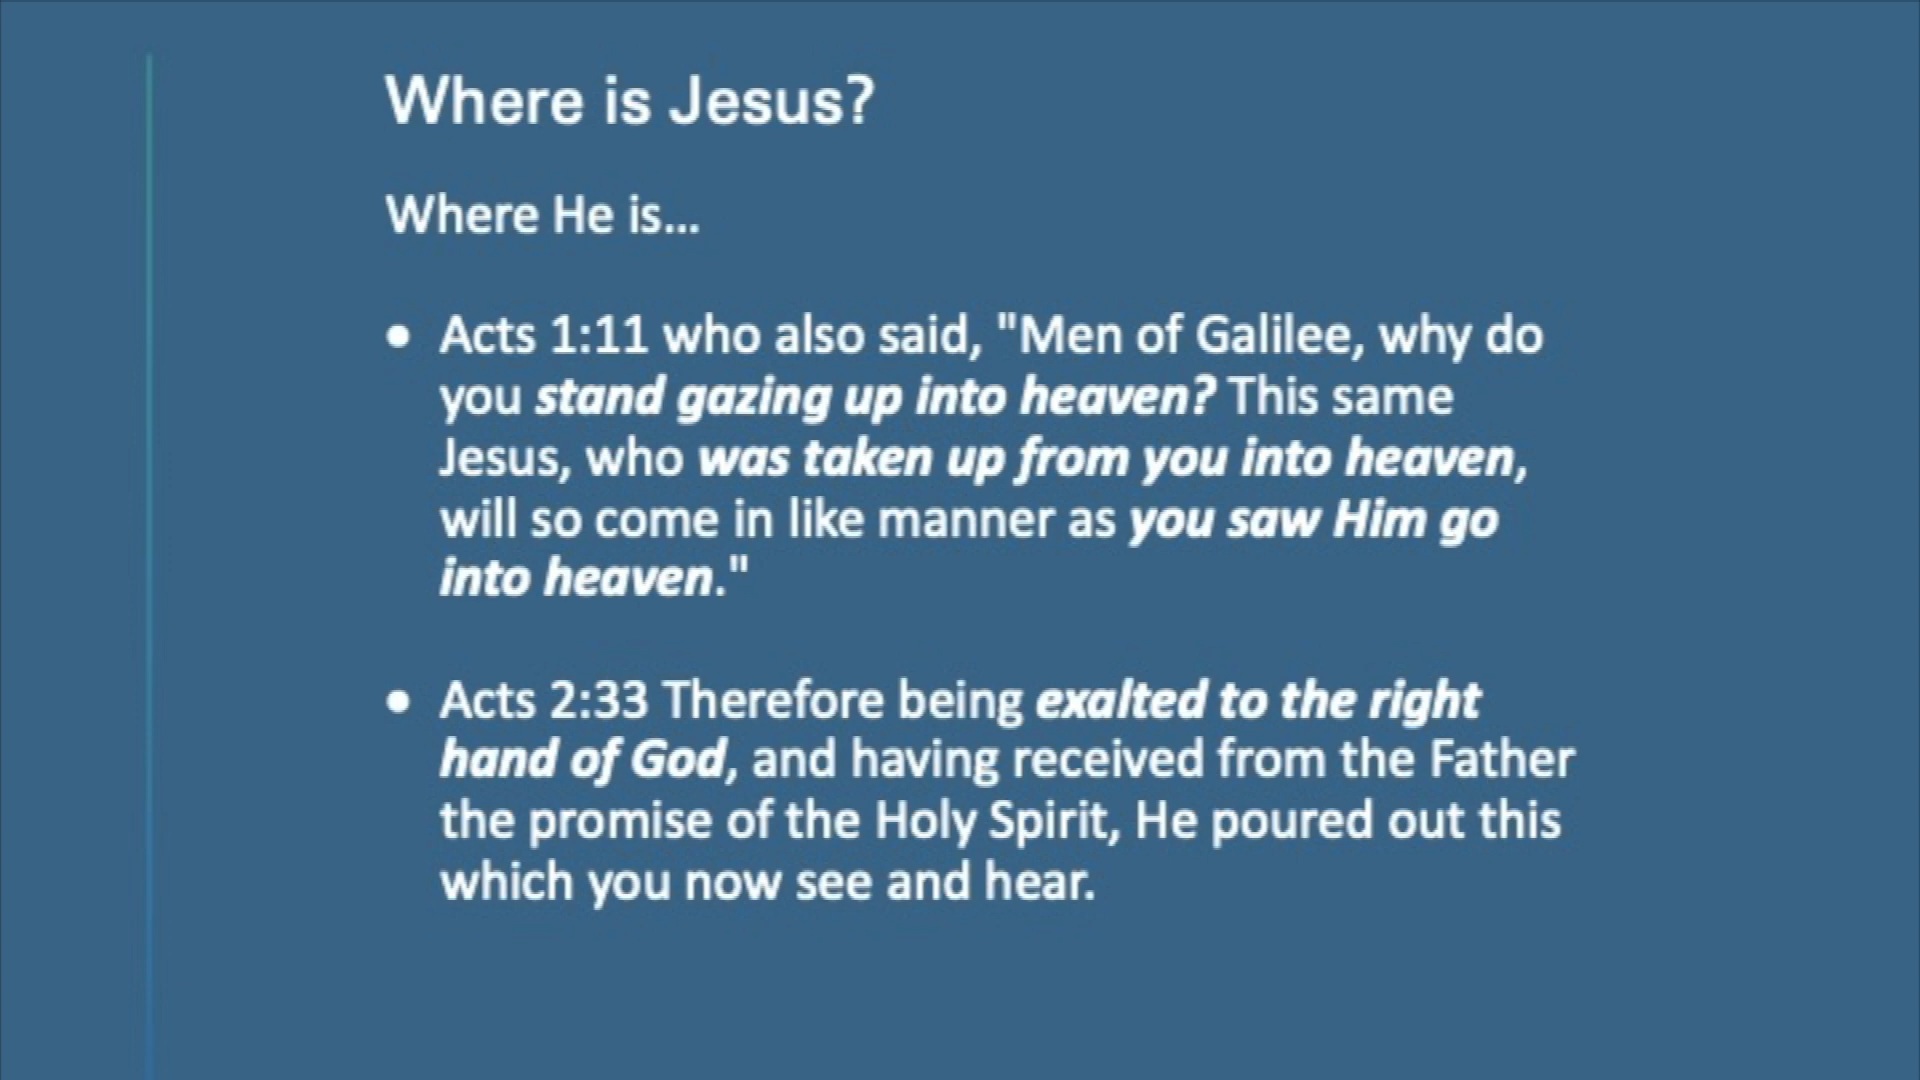 Where is Jesus?
Where He is...
● Acts 1:11 who also said, "Men of Galilee, why do
you stand gazing up into heaven? This same
Jesus, who was taken up from you into heaven,
will so come in like manner as you saw Him go
into heaven."
● Acts 2:33 Therefore being exalted to the right
hand of God, and having received from the Father
the promise of the Holy Spirit, He poured out this
which you now see and hear.